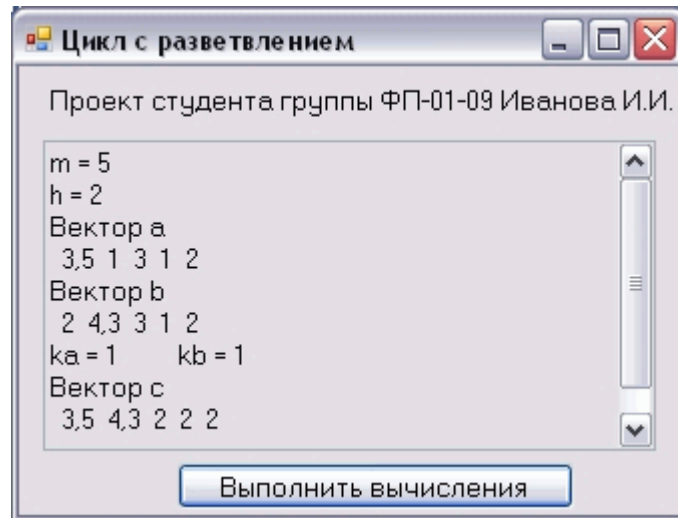 Цикл с разветвлением
Проект студента группы ФП-01-09 Иванова И.И.
m = 5
h = 2
Вектор a
3,5 1 3 1 2
Вектор b
2 4,3 3 1 2
ka = 1 kb = 1
Вектор c
3,5 4,3 2 2 2
Выполнить вычисления